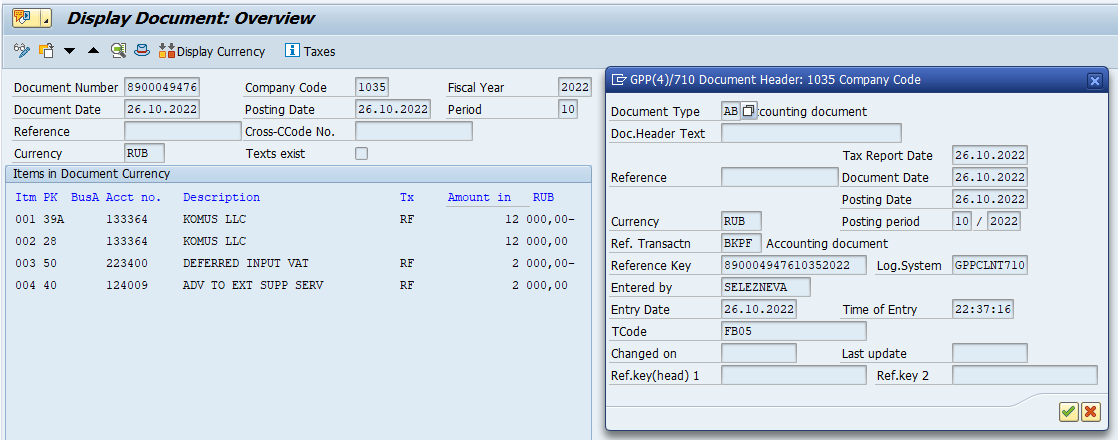 Display Document: Overview
Display Currency Taxes
Document Number 8900049476 Company Code 1035 Fiscal Year 2022
Document Date 26.10.2022 Posting Date 26.10.2022 Period 10
Reference Cross-CCode No.
Currency RUB Texts exist
Items in Document Currency
Itm PK BusA Acct no. Description Tx Amount in RUB
001 39A 133364 KOMUS LLC RF 12 000,00-
002 28 133364 KOMUS LLC 12 000,00
003 50 223400 DEFERRED INPUT VAT RF 2 000,00-
004 40 124009 ADV TO EXT SUPP SERV RF 2 000,00
GPP(4)/710 Document Header: 1035 Company Code
Document Type AB counting document
Doc.Header Text
Tax Report Date 26.10.2022
Reference Document Date 26.10.2022
Posting Date 26.10.2022
Currency RUB Posting period 10 / 2022
Ref. Transactn BKPF Accounting document
Reference Key 890004947610352022 Log.System GPPCLNT710
Entered by SELEZNEVA
Entry Date 26.10.2022 Time of Entry 22:37:16
TCode FB05
Changed on Last update
Ref.key(head) 1 Ref.key 2